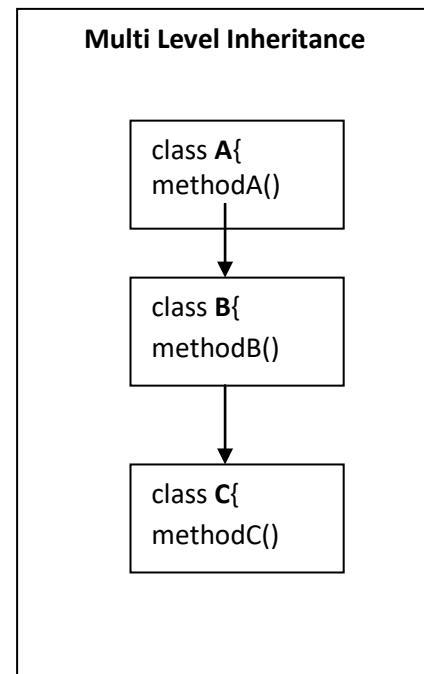 Multi Level Inheritance
class A{
methodA()
class B{
methodB()
class C{
methodC()